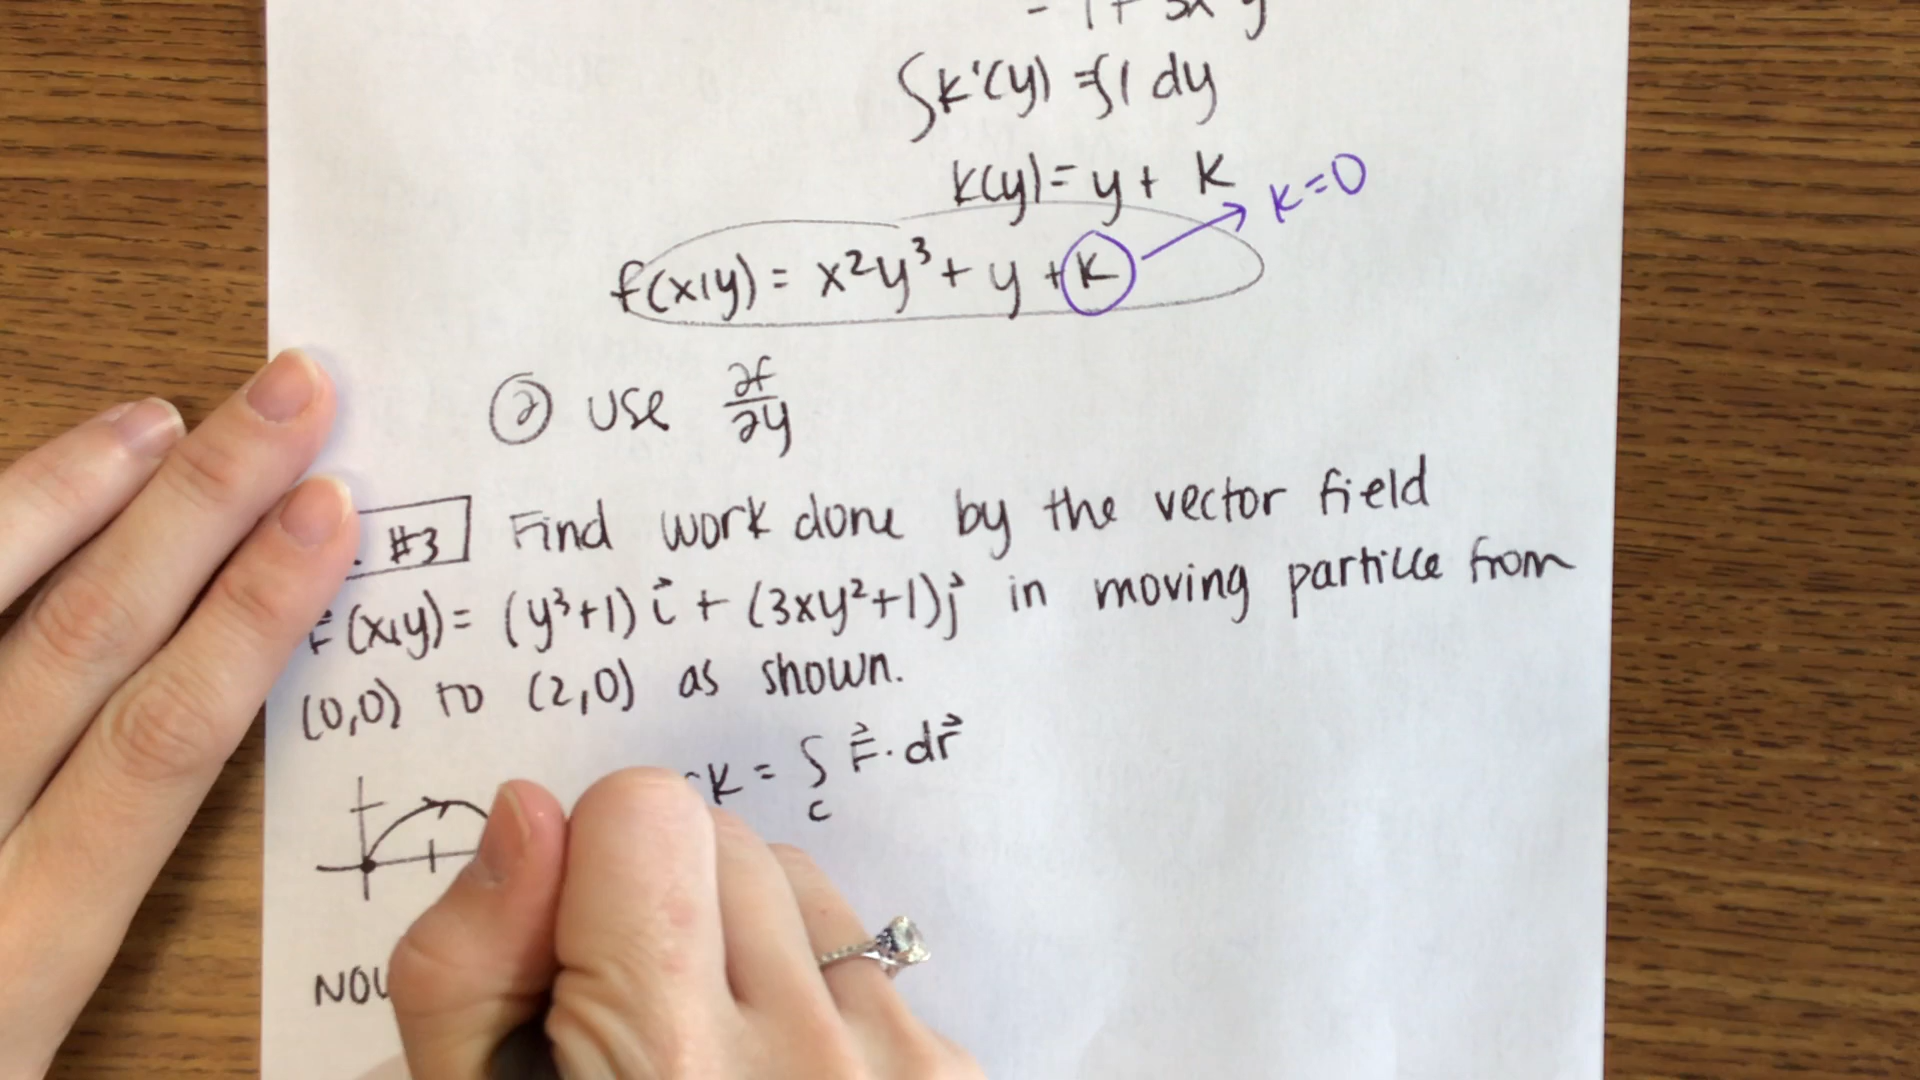 ∫k'(y) = ∫1 dy
k(y) = y + k
k=0
f(x,y) = x²y³ + y + k
② use ∂f/∂y
#3 Find work done by the vector field
F⃗(x,y) = (y³+1) i⃗ + (3xy²+1) j⃗ in moving particle from
(0,0) to (2,0) as shown.
k = ∫_C F⃗ · dr⃗